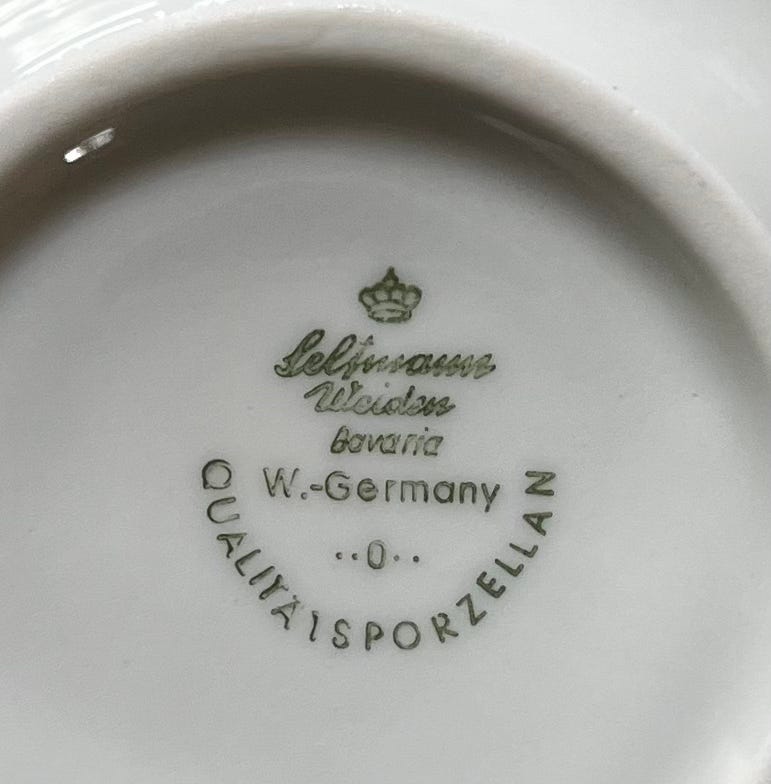 Seltmann
Weiden
Bavaria
W.-Germany
··0··
QUALITÄTSPORZELLAN